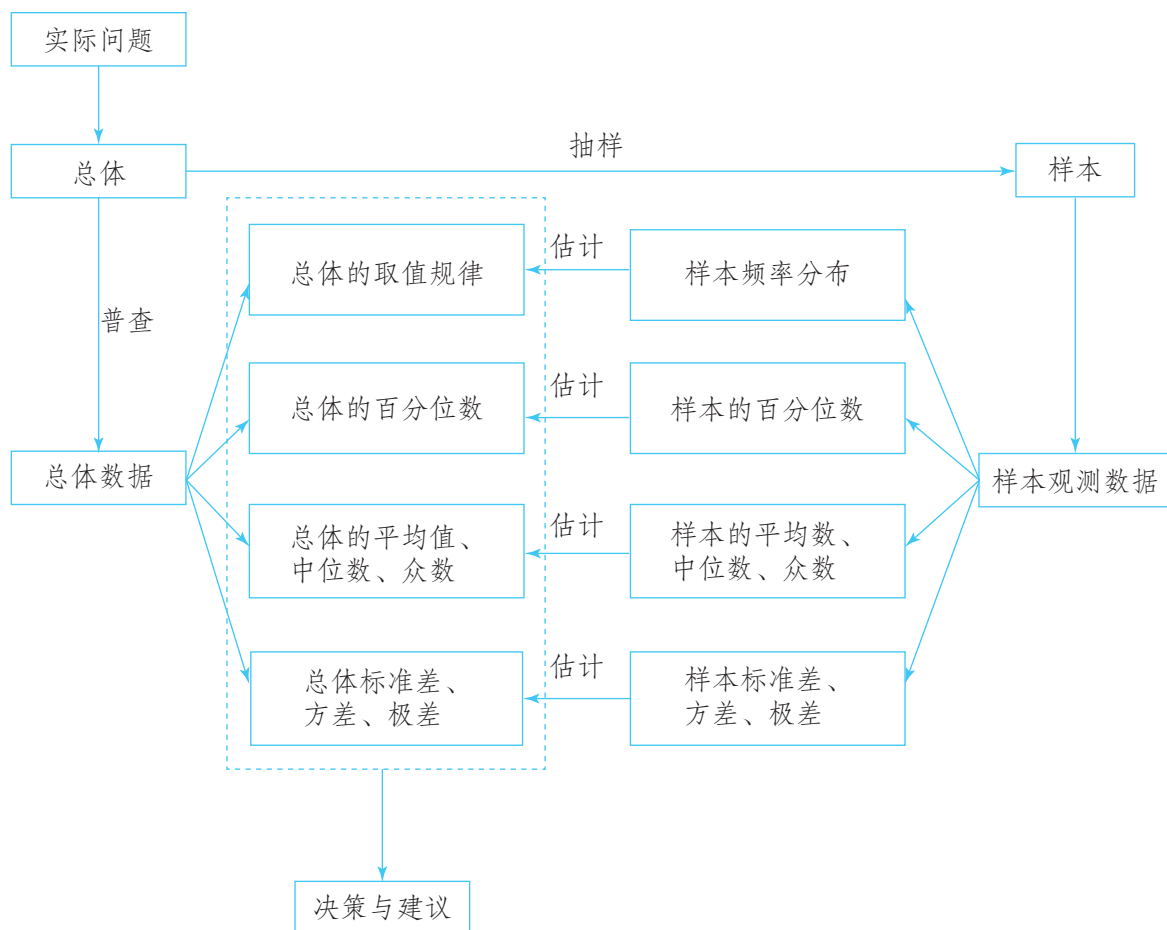 实际问题
总体
抽样
样本
估计
总体的取值规律
样本频率分布
普查
估计
总体的百分位数
样本的百分位数
总体数据
样本观测数据
估计
总体的平均值、
中位数、众数
样本的平均数、
中位数、众数
估计
总体标准差、
方差、极差
样本标准差、
方差、极差
决策与建议